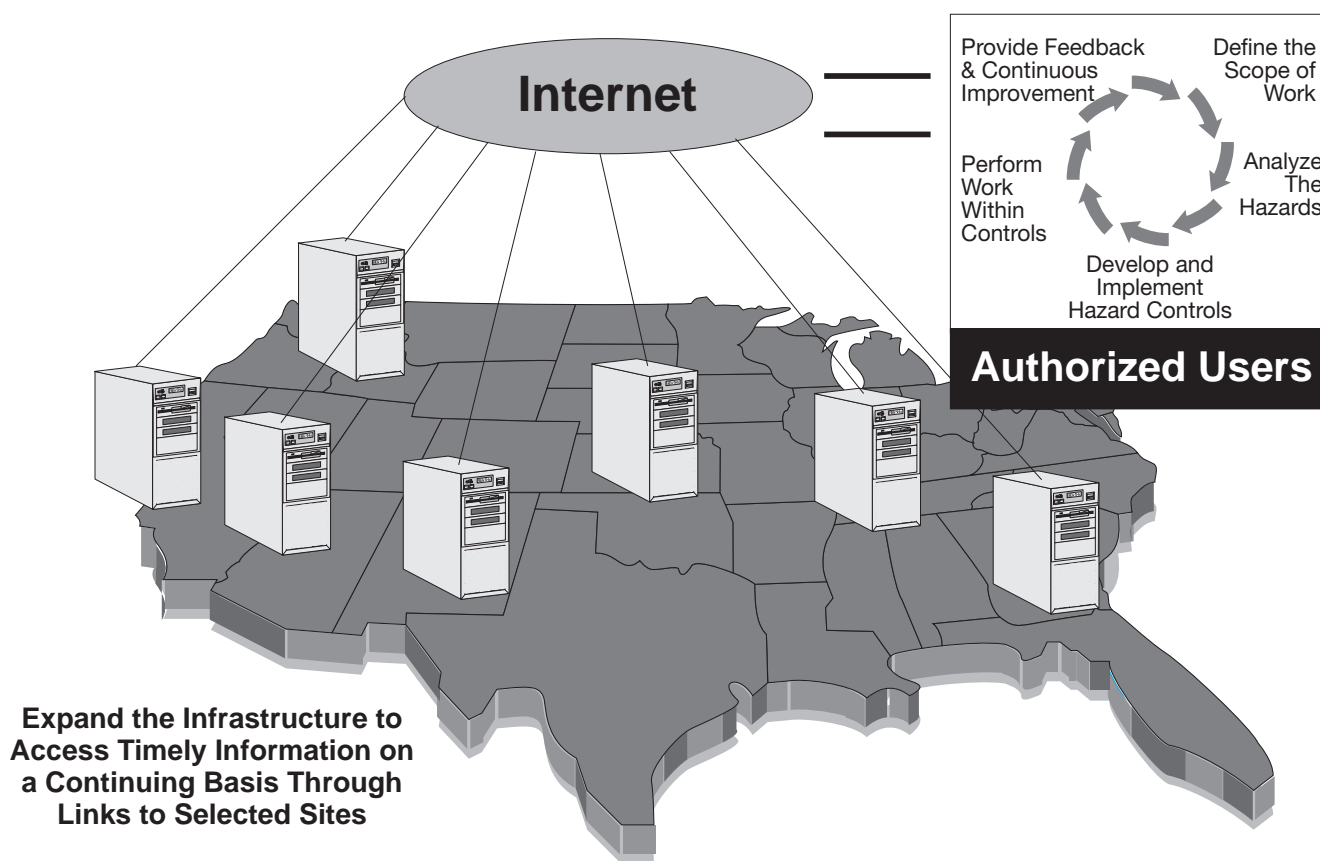 Internet
Provide Feedback
& Continuous
Improvement
Define the
Scope of
Work
Analyze
The
Hazards
Develop and
Implement
Hazard Controls
Perform
Work
Within
Controls
Authorized Users
Expand the Infrastructure to
Access Timely Information on
a Continuing Basis Through
Links to Selected Sites